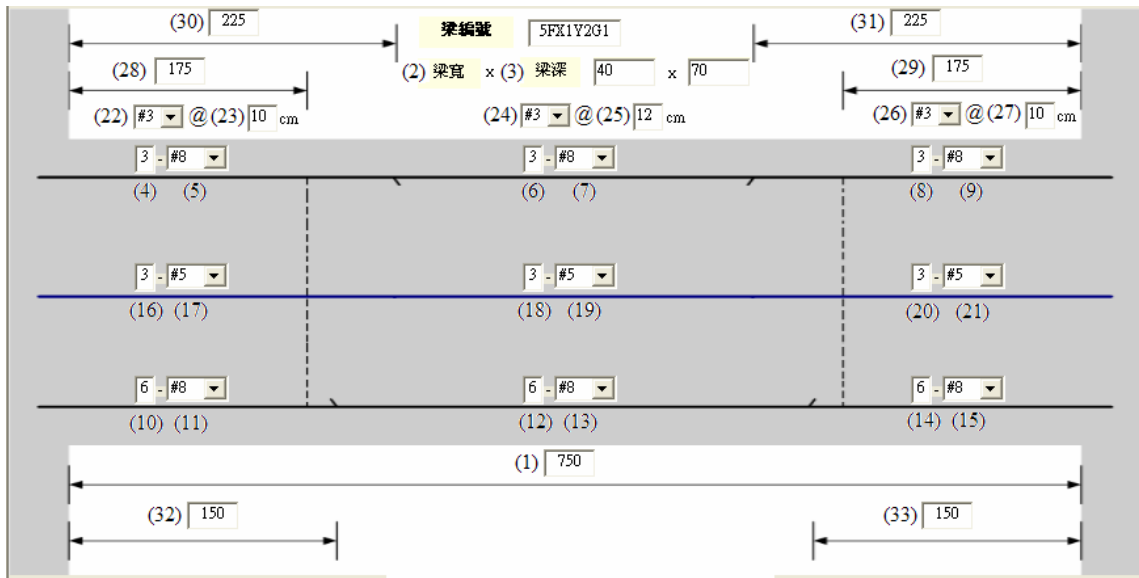 (30) 225 梁編號 5FX1Y2G1 (31) 225
(28) 175 (2) 梁寬 x (3) 梁深 40 x 70 (29) 175
(22) #3 @ (23) 10 cm (24) #3 @ (25) 12 cm (26) #3 @ (27) 10 cm
3 - #8 3 - #8 3 - #8
(4) (5) (6) (7) (8) (9)
3 - #5 3 - #5 3 - #5
(16) (17) (18) (19) (20) (21)
6 - #8 6 - #8 6 - #8
(10) (11) (12) (13) (14) (15)
(1) 750
(32) 150 (33) 150